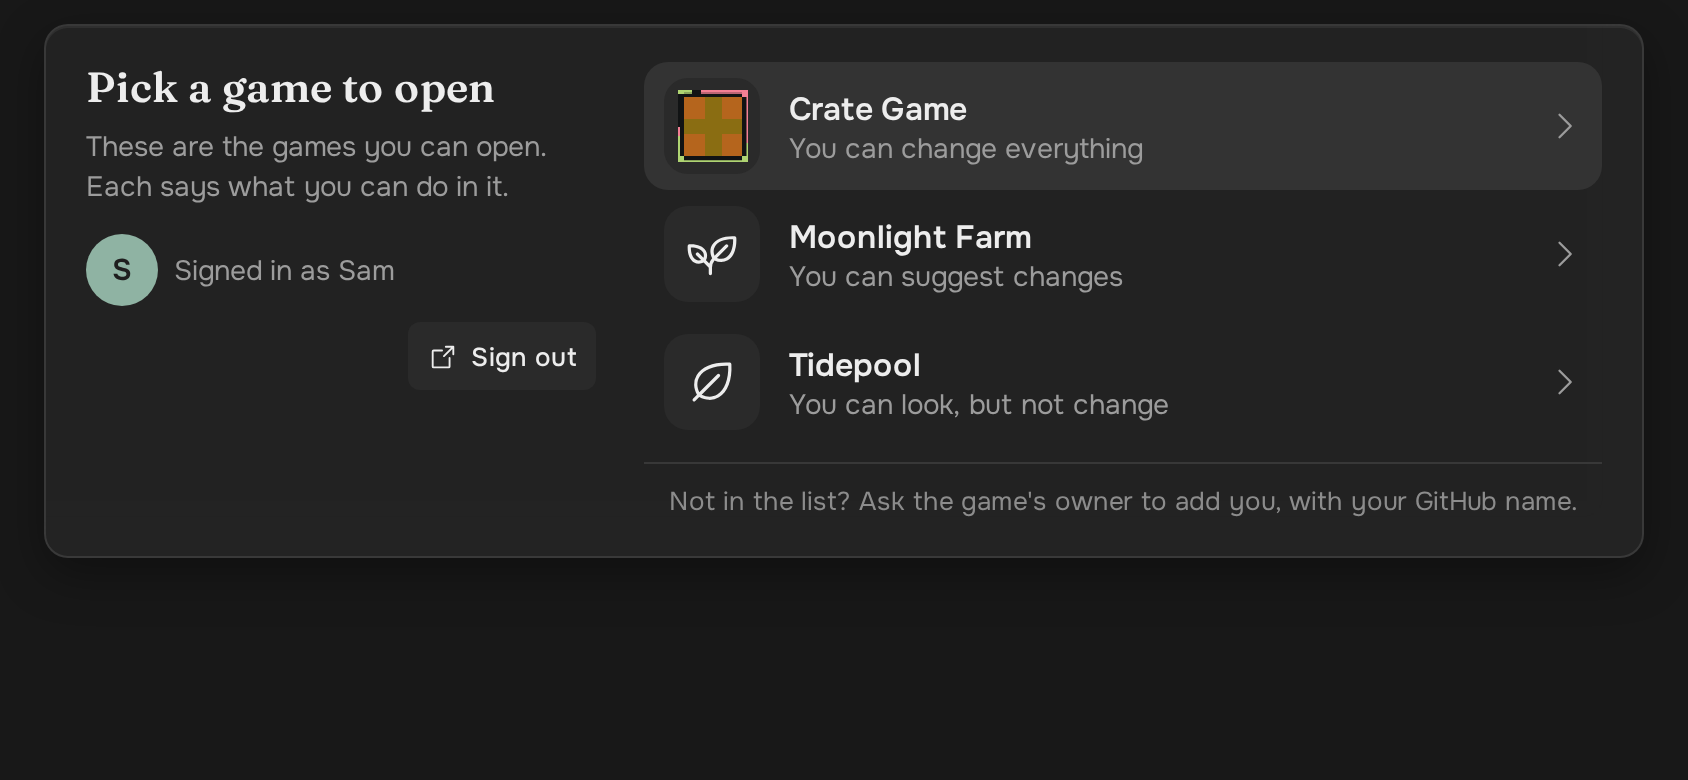 Pick a game to open
These are the games you can open.
Each says what you can do in it.
S
Signed in as Sam
Sign out
Crate Game
You can change everything
Moonlight Farm
You can suggest changes
Tidepool
You can look, but not change
Not in the list? Ask the game's owner to add you, with your GitHub name.